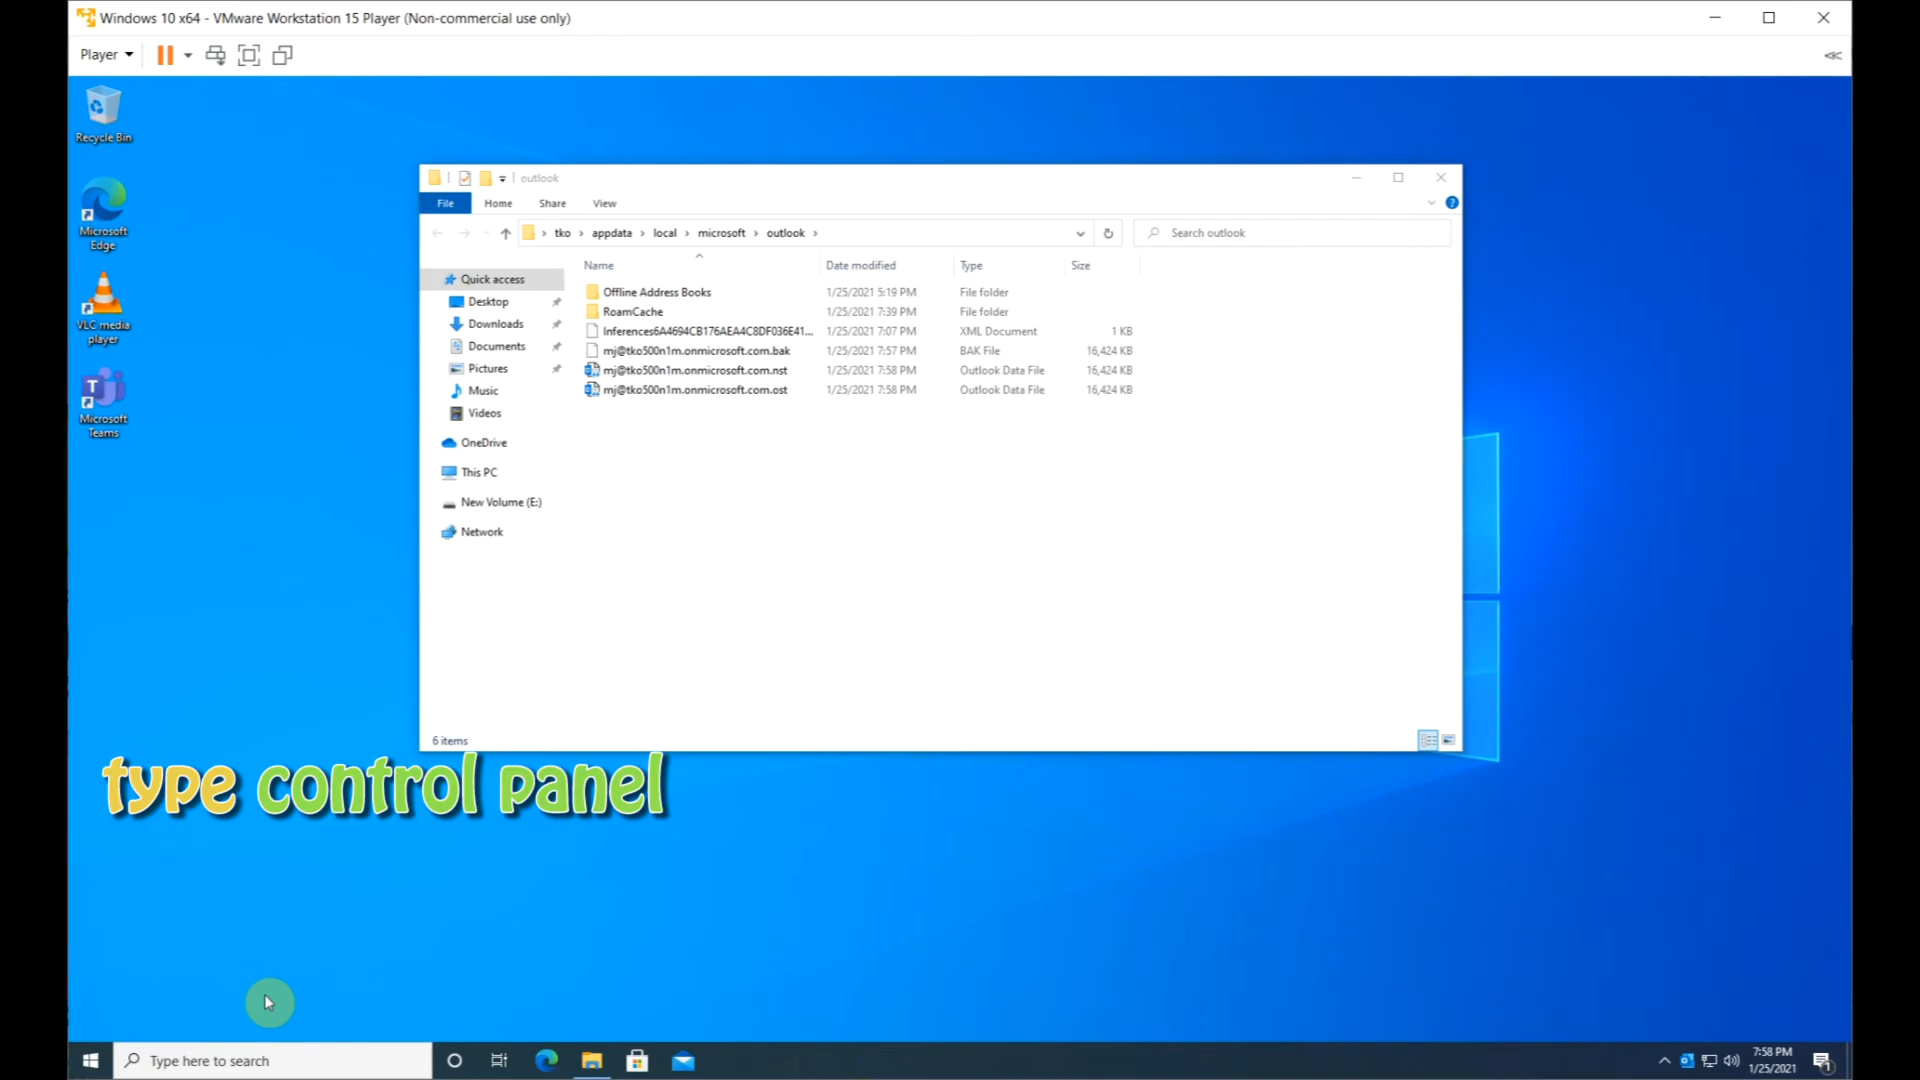 Windows 10 x64 - VMware Workstation 15 Player (Non-commercial use only)
Player
Recycle Bin
Microsoft
Edge
VLC media
player
Microsoft
Teams
outlook
File Home Share View
tko > appdata > local > microsoft > outlook >
Search outlook
Name Date modified Type Size
Quick access
Desktop
Downloads
Documents
Pictures
Music
Videos
OneDrive
This PC
New Volume (E:)
Network
Offline Address Books 1/25/2021 5:19 PM File folder
RoamCache 1/25/2021 7:39 PM File folder
Inferences6A4694CB176AEA4C8DF036E41... 1/25/2021 7:07 PM XML Document 1 KB
mj@tko500n1m.onmicrosoft.com.bak 1/25/2021 7:57 PM BAK File 16,424 KB
mj@tko500n1m.onmicrosoft.com.nst 1/25/2021 7:58 PM Outlook Data File 16,424 KB
mj@tko500n1m.onmicrosoft.com.ost 1/25/2021 7:58 PM Outlook Data File 16,424 KB
6 items
type control panel
Type here to search
7:58 PM
1/25/2021
1